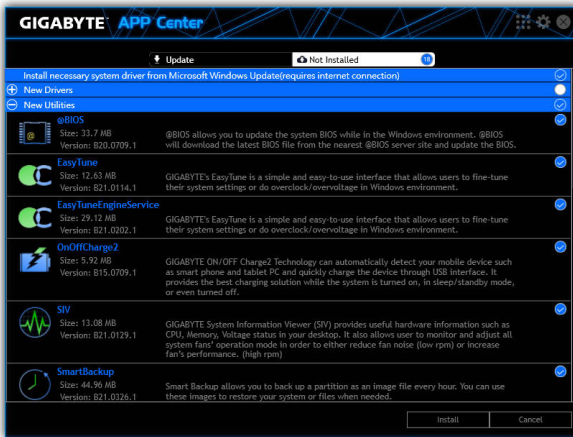 GIGABYTE™ APP Center
Update
Not Installed 18
Install necessary system driver from Microsoft Windows Update(requires internet connection)
New Drivers
New Utilities
@BIOS
Size: 33.7 MB
Version: B20.0709.1
@BIOS allows you to update the system BIOS while in the Windows environment. @BIOS
will download the latest BIOS file from the nearest @BIOS server site and update the BIOS.
EasyTune
Size: 12.63 MB
Version: B21.0114.1
GIGABYTE's EasyTune is a simple and easy-to-use interface that allows users to fine-tune
their system settings or do overclock/overvoltage in Windows environment.
EasyTuneEngineService
Size: 29.12 MB
Version: B21.0202.1
GIGABYTE's EasyTune is a simple and easy-to-use interface that allows users to fine-tune
their system settings or do overclock/overvoltage in Windows environment.
OnOffCharge2
Size: 5.92 MB
Version: B15.0709.1
GIGABYTE ON/OFF Charge2 Technology can automatically detect your mobile device such
as smart phone and tablet PC and quickly charge the device through USB interface. It
provides the best charging solution while the system is turned on, in sleep/standby mode,
or even turned off.
SIV
Size: 13.08 MB
Version: B21.0129.1
GIGABYTE System Information Viewer (SIV) provides useful hardware information such as
CPU, Memory, Voltage status in your desktop. It also allows user to monitor and adjust all
system fans' operation mode in order to either reduce fan noise (low rpm) or increase
fan's performance. (high rpm)
SmartBackup
Size: 44.96 MB
Version: B21.0326.1
Smart Backup allows you to back up a partition as an image file every hour. You can use
these images to restore your system or files when needed.
Install
Cancel